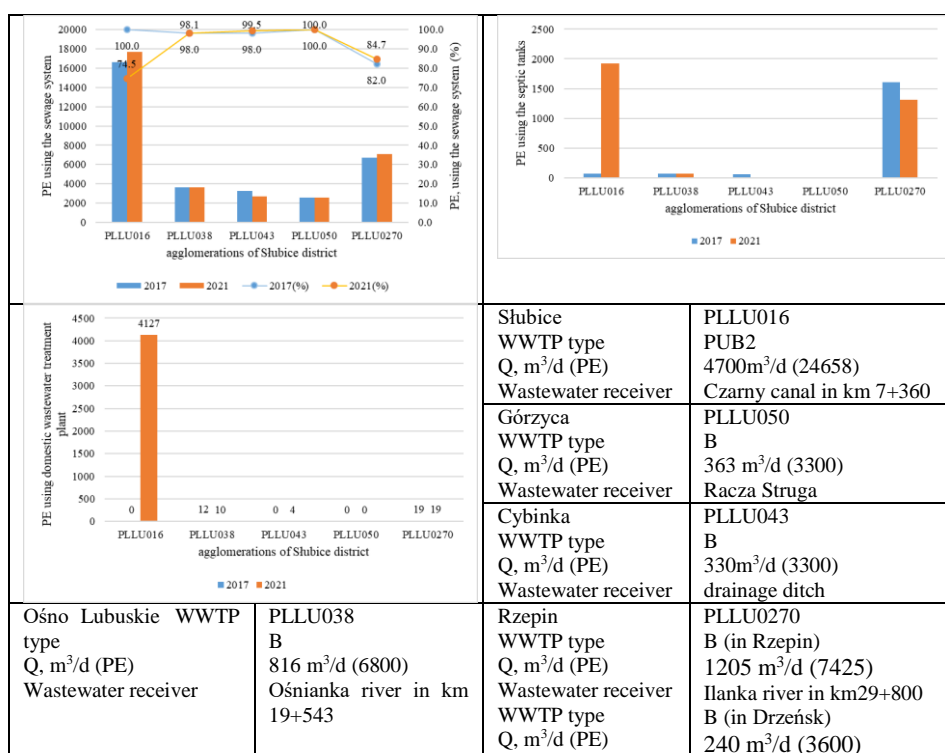 20000
18000
16000
14000
12000
10000
8000
6000
4000
2000
0
PE using the sewage system
100.0
74.5
98.1
98.0
99.5
98.0
100.0
100.0
84.7
82.0
100.0
90.0
80.0
70.0
60.0
50.0
40.0
30.0
20.0
10.0
0.0
PE, using the sewage system (%)
PLLU016 PLLU038 PLLU043 PLLU050 PLLU0270
agglomerations of Słubice district
2017 2021 2017(%) 2021(%)
2500
2000
1500
1000
500
0
PE using the septic tanks
PLLU016 PLLU038 PLLU043 PLLU050 PLLU0270
agglomerations of Słubice district
2017 2021
4500
4000
3500
3000
2500
2000
1500
1000
500
0
PE using domestic wastewater treatment
plant
4127
0 12 10 0 4 0 0 19 19
PLLU016 PLLU038 PLLU043 PLLU050 PLLU0270
agglomerations of Słubice district
2017 2021
Słubice PLLU016
WWTP type PUB2
Q, m³/d (PE) 4700m³/d (24658)
Wastewater receiver Czarny canal in km 7+360
Górzyca PLLU050
WWTP type B
Q, m³/d (PE) 363 m³/d (3300)
Wastewater receiver Racza Struga
Cybinka PLLU043
WWTP type B
Q, m³/d (PE) 330m³/d (3300)
Wastewater receiver drainage ditch
Ośno Lubuskie WWTP PLLU038
type B
Q, m³/d (PE) 816 m³/d (6800)
Wastewater receiver Ośnianka river in km
19+543
Rzepin PLLU0270
WWTP type B (in Rzepin)
Q, m³/d (PE) 1205 m³/d (7425)
Wastewater receiver Ilanka river in km29+800
WWTP type B (in Drzeńsk)
Q, m³/d (PE) 240 m³/d (3600)